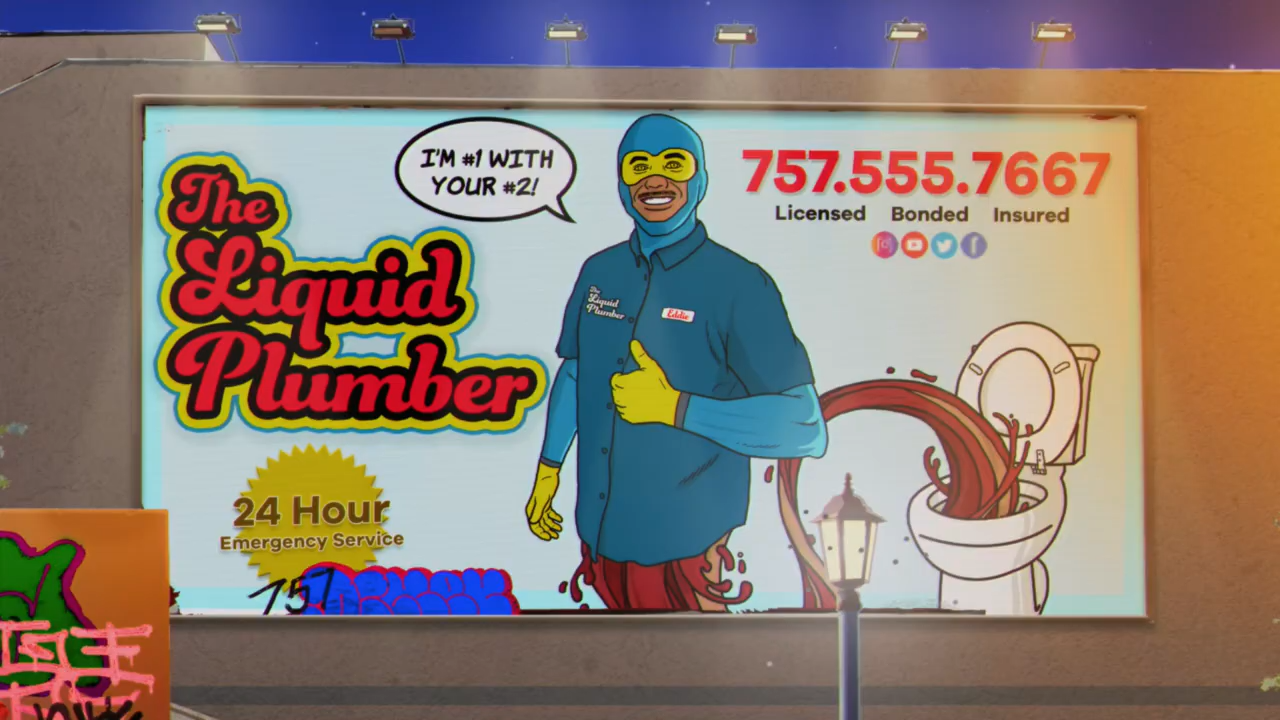 The
Liquid
Plumber
I'M #1 WITH
YOUR #2!
757.555.7667
Licensed Bonded Insured
The
Liquid
Plumber
Eddie
24 Hour
Emergency Service
757